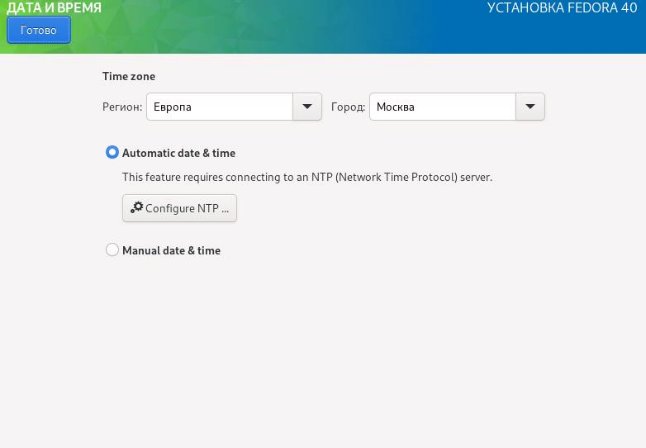 ДАТА И ВРЕМЯ
УСТАНОВКА FEDORA 40
Готово
Time zone
Регион: Европа Город: Москва
Automatic date & time
This feature requires connecting to an NTP (Network Time Protocol) server.
Configure NTP ...
Manual date & time